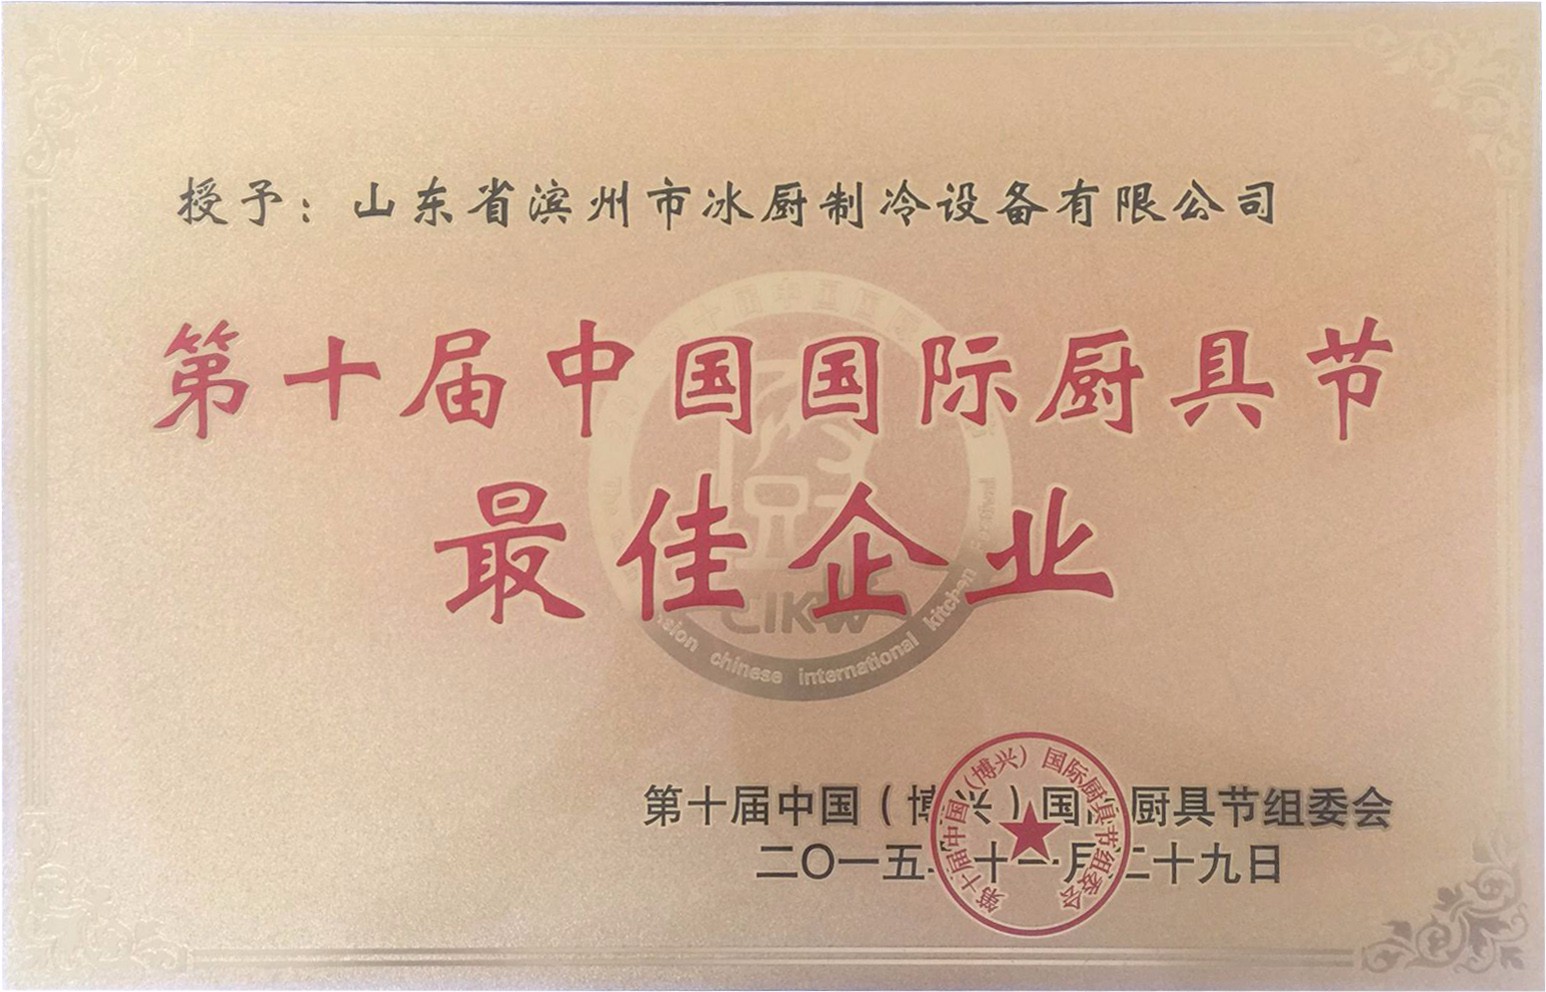 授予：山东省滨州市冰厨制冷设备有限公司
第十届中国国际厨具节
最佳企业
CIKW
chinese international kitchen
第十届中国（博兴）国际厨具节组委会
二〇一五年十一月二十九日
第十届中国（博兴）国际厨具节组委会